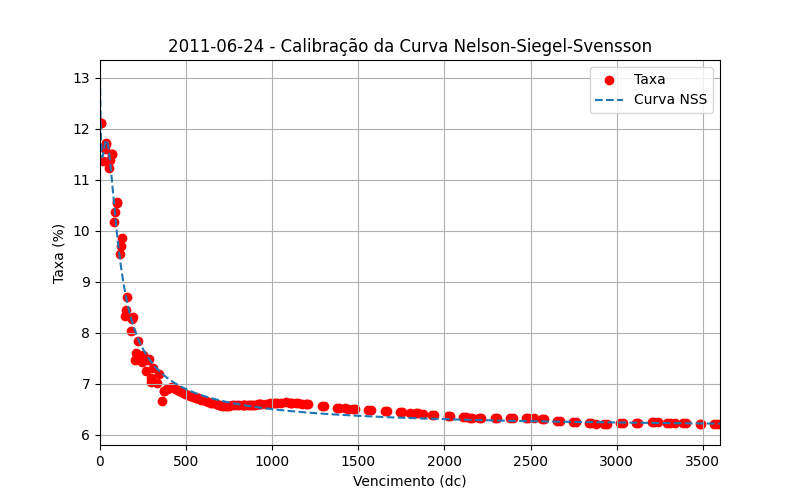 2011-06-24 - Calibração da Curva Nelson-Siegel-Svensson
Taxa
Curva NSS
Taxa (%)
13
12
11
10
9
8
7
6
0 500 1000 1500 2000 2500 3000 3500
Vencimento (dc)